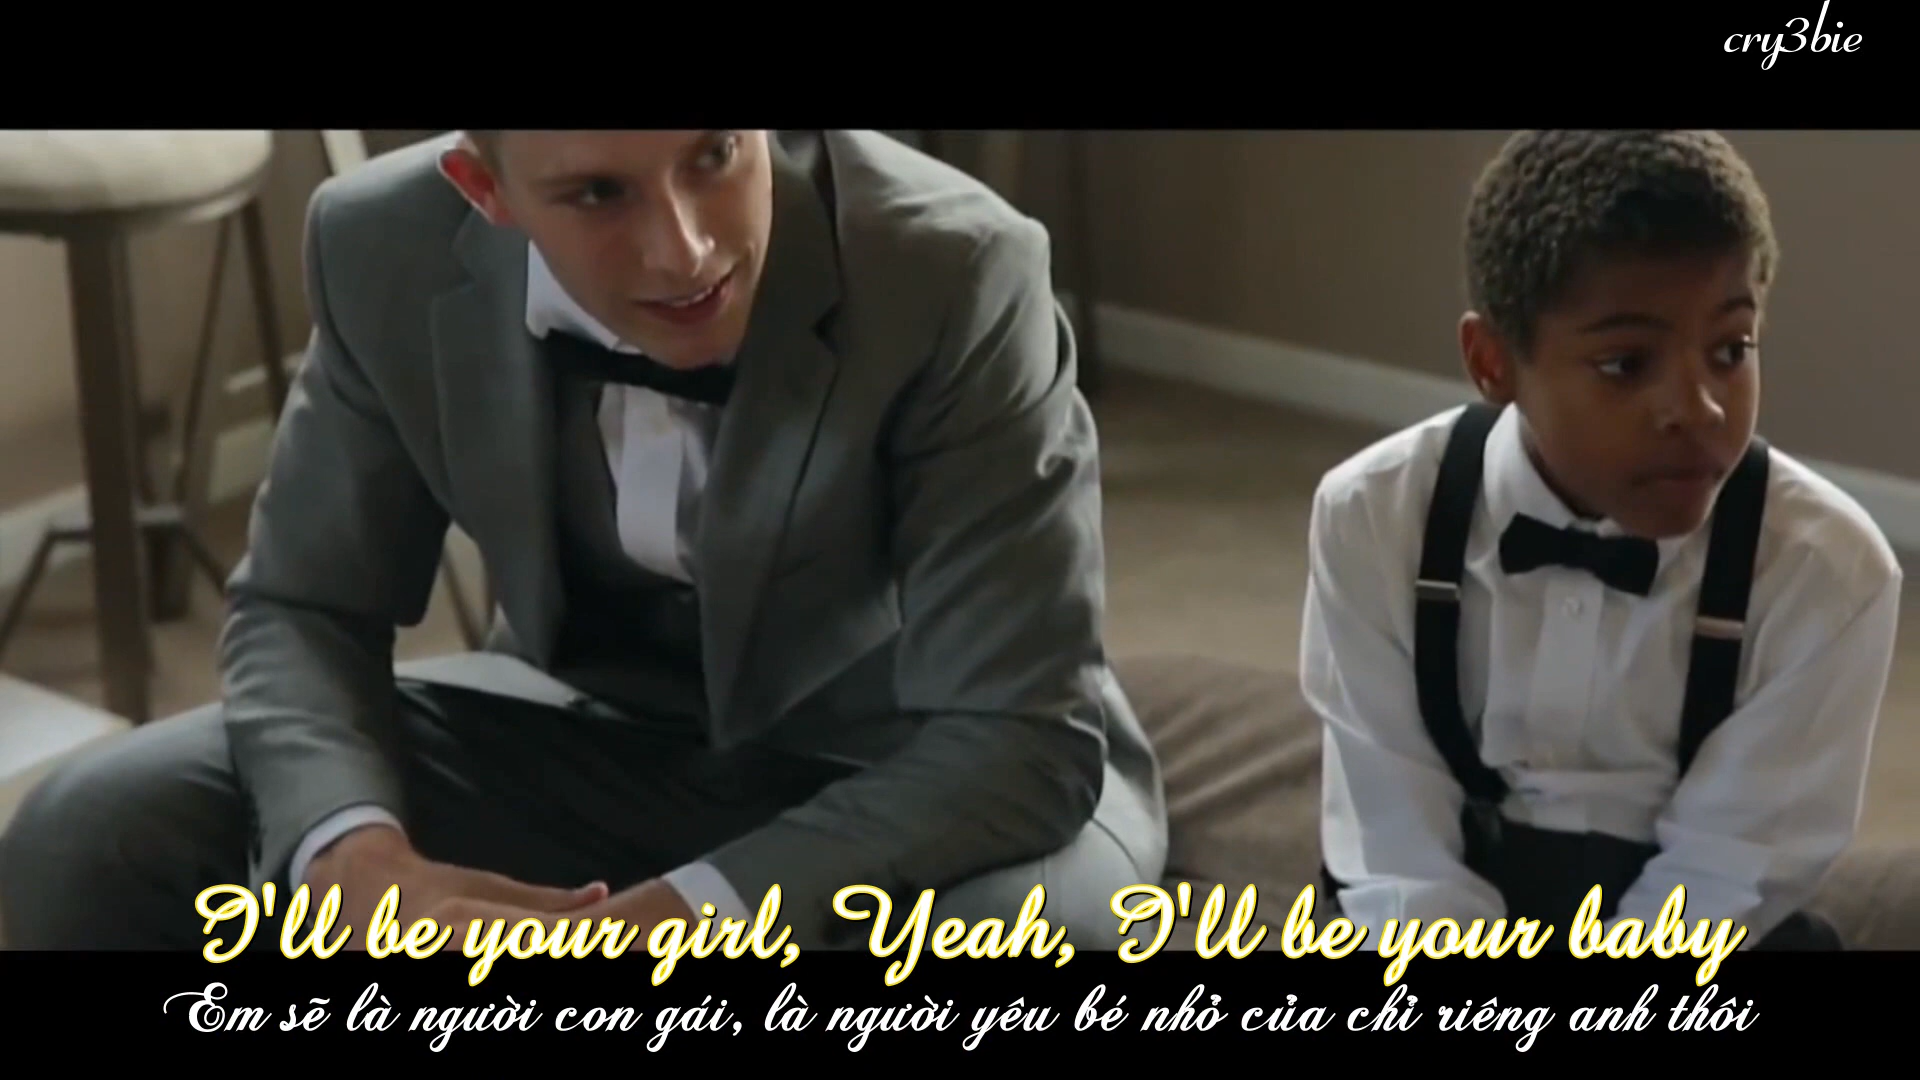 cry3bie
I'll be your girl, Yeah, I'll be your baby
Em sẽ là người con gái, là người yêu bé nhỏ của chỉ riêng anh thôi